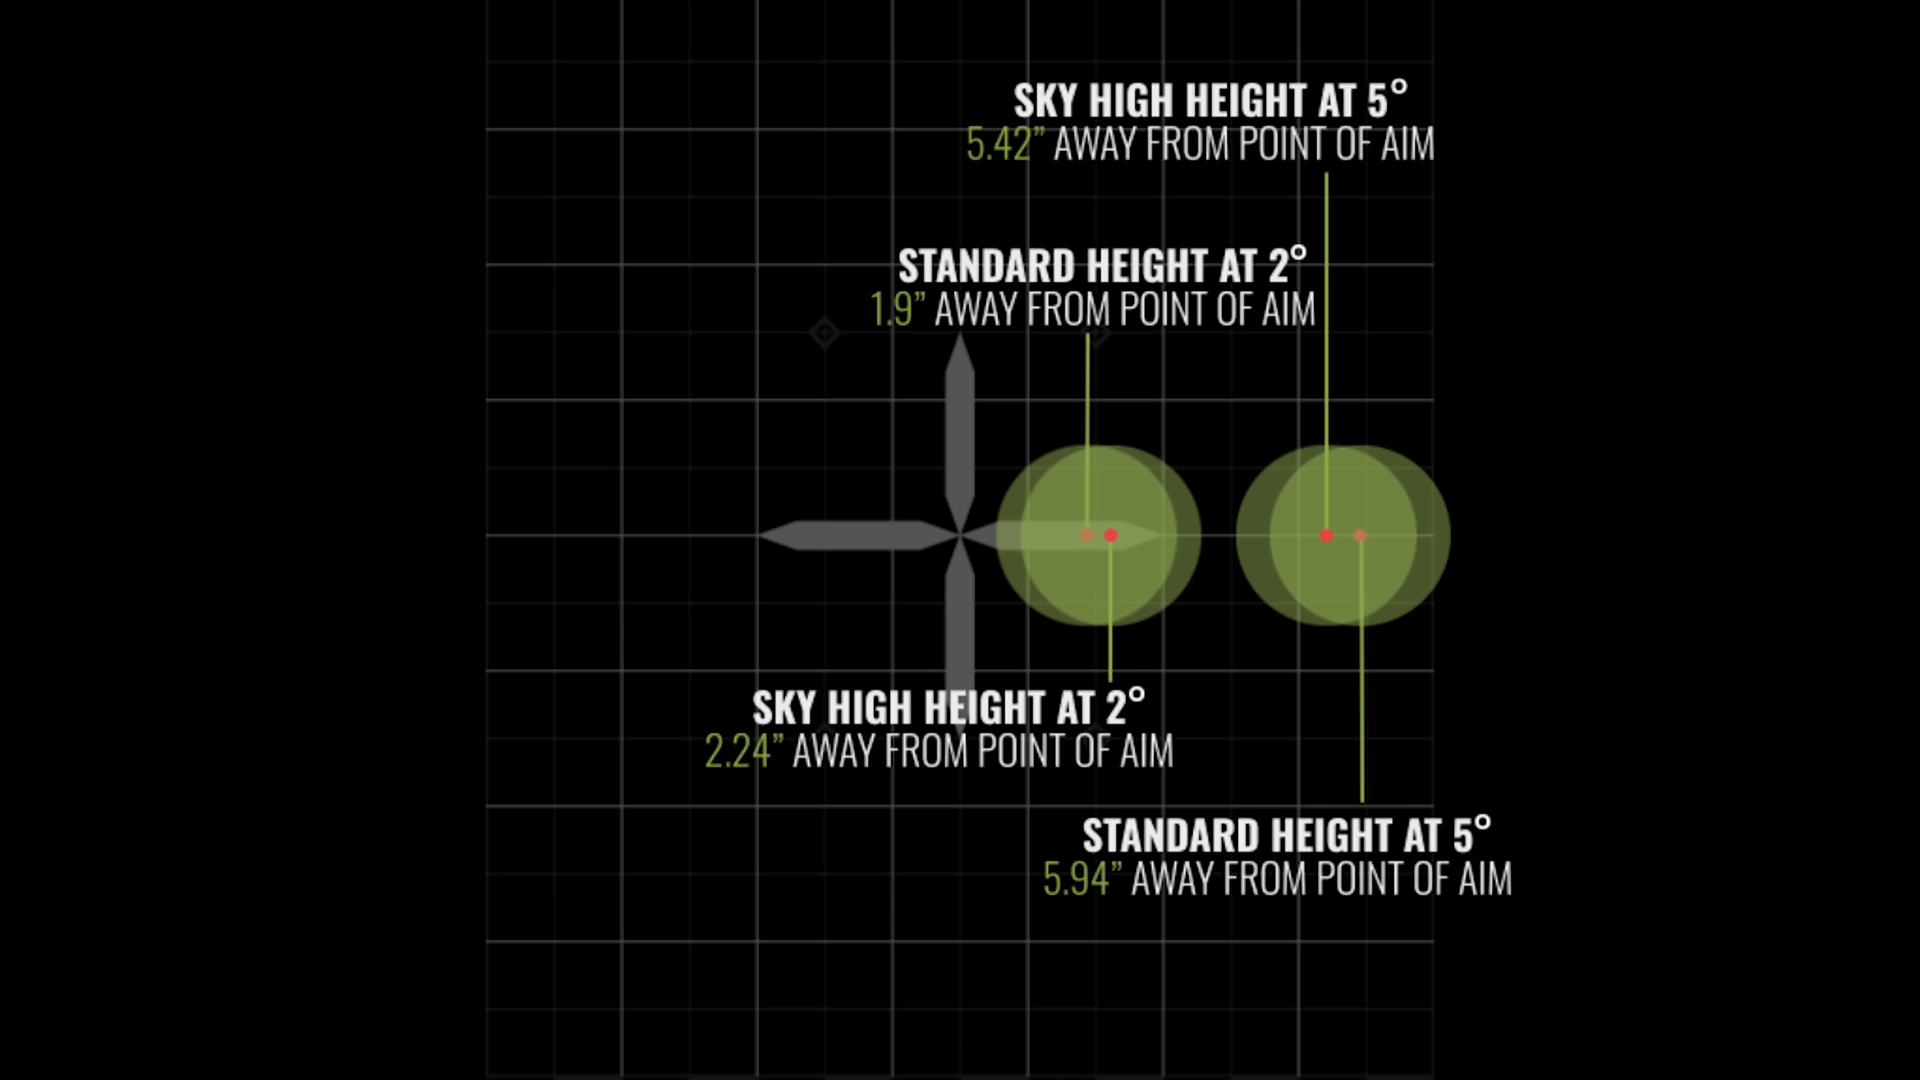 SKY HIGH HEIGHT AT 5°
5.42” AWAY FROM POINT OF AIM
STANDARD HEIGHT AT 2°
1.9” AWAY FROM POINT OF AIM
SKY HIGH HEIGHT AT 2°
2.24” AWAY FROM POINT OF AIM
STANDARD HEIGHT AT 5°
5.94” AWAY FROM POINT OF AIM